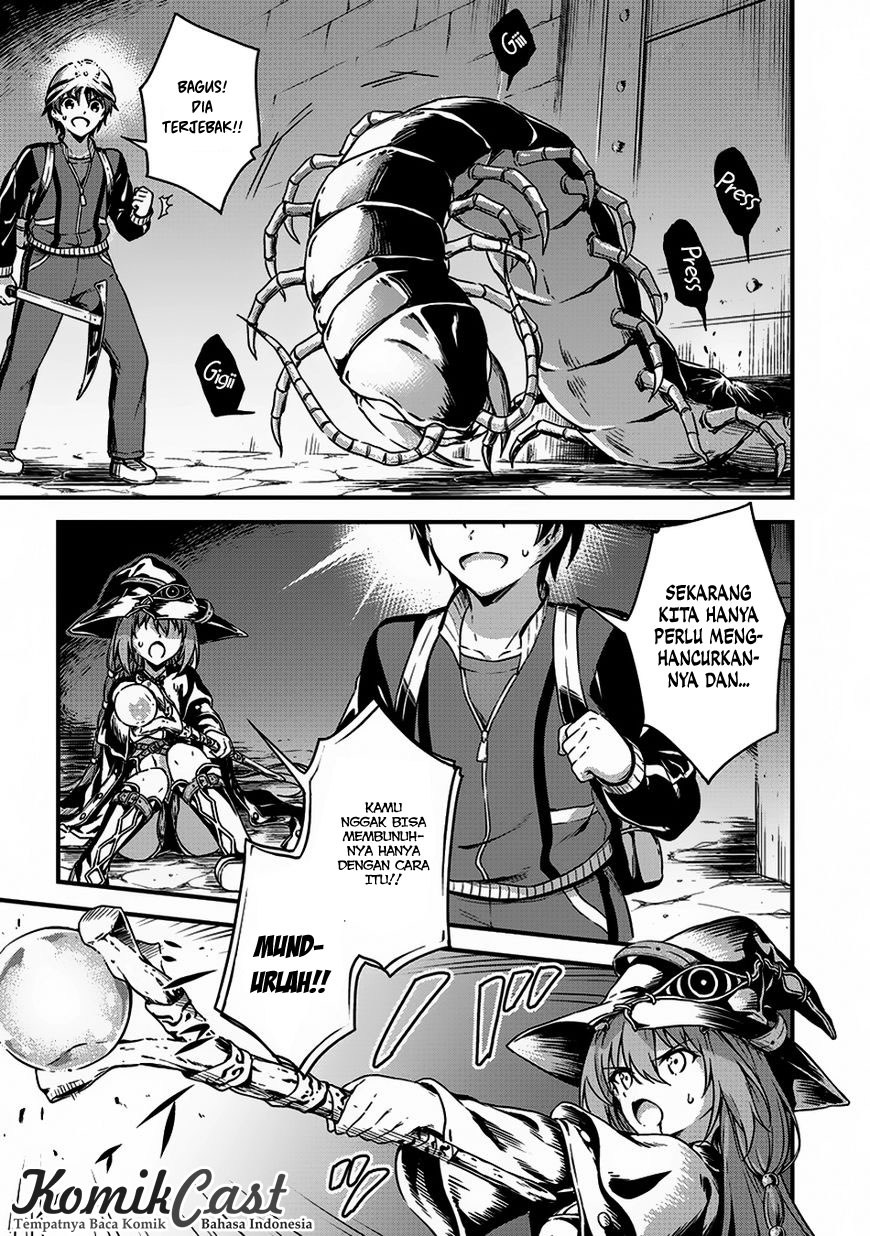 Giii
BAGUS!
DIA
TERJEBAK!!
Press
Press
Gigii
SEKARANG
KITA HANYA
PERLU MENG-
HANCURKAN-
NYA DAN...
KAMU
NGGAK BISA
MEMBUNUH-
NYA HANYA
DENGAN CARA
ITU!!
MUND-
URLAH!!
KomikCast
Tempatnya Baca Komik Bahasa Indonesia